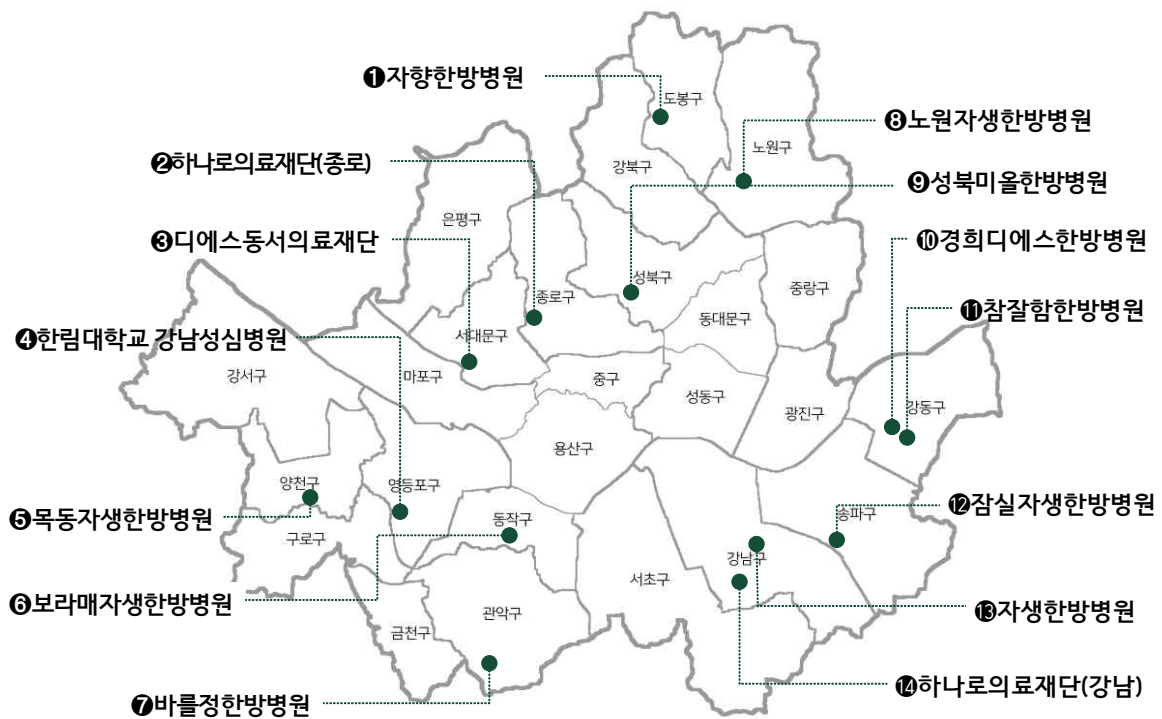 ❶자향한방병원
도봉구
❽노원자생한방병원
노원구
❷하나로의료재단(종로)
강북구
❾성북미올한방병원
은평구
❸디에스동서의료재단
❿경희디에스한방병원
성북구
중랑구
종로구
⓫참잘함한방병원
동대문구
서대문구
❹한림대학교 강남성심병원
강서구
마포구
중구
성동구
광진구
강동구
용산구
양천구
영등포구
⓬잠실자생한방병원
송파구
❺목동자생한방병원
동작구
구로구
강남구
서초구
❻보라매자생한방병원
⓭자생한방병원
관악구
금천구
⓮하나로의료재단(강남)
❼바를정한방병원